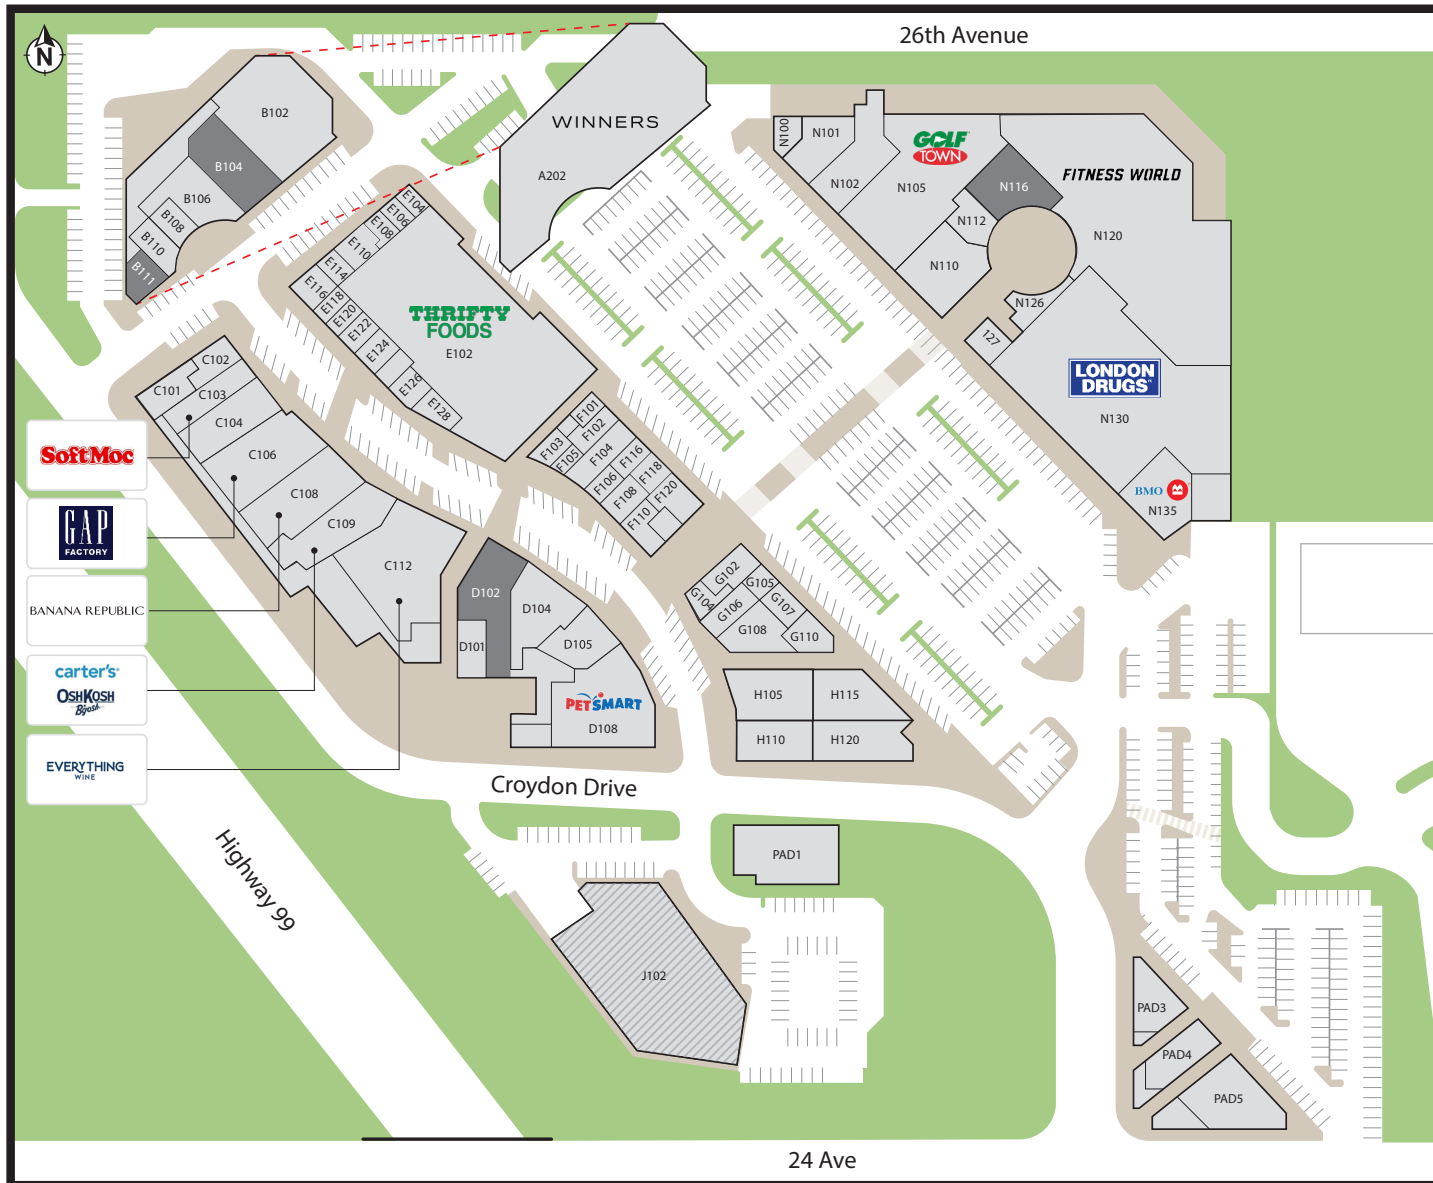 26th Avenue
N
B102
B104
B106
B108
B110
B111
WINNERS
A202
N100
N101
N102
GOLF
TOWN
N105
N116
FITNESS WORLD
N112
N110
N120
N126
127
LONDON
DRUGS
N130
BMO
N135
E104
E106
E108
E110
E114
E116
E118
E120
E122
E124
E126
E128
THRIFTY
FOODS
E102
C101
C102
C103
C104
C106
C108
C109
C112
SoftMoc
GAP
FACTORY
BANANA REPUBLIC
carter's
OSHKOSH
B'gosh
EVERYTHING
WINE
F101
F102
F103
F105
F104
F106
F116
F108
F118
F110
F120
D102
D101
D104
D105
PETSMART
D108
G102
G104
G105
G106
G107
G108
G110
H105
H115
H110
H120
Croydon Drive
Highway 99
PAD1
J102
PAD3
PAD4
PAD5
24 Ave